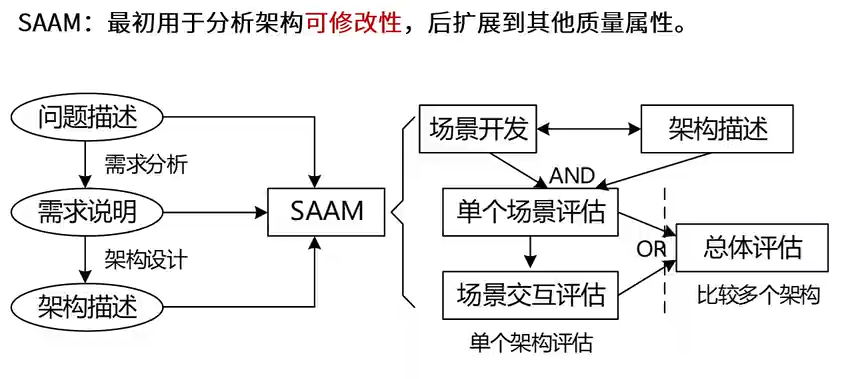 SAAM：最初用于分析架构可修改性，后扩展到其他质量属性。
问题描述
需求分析
需求说明
架构设计
架构描述
SAAM
场景开发
架构描述
AND
单个场景评估
OR
总体评估
场景交互评估
比较多个架构
单个架构评估